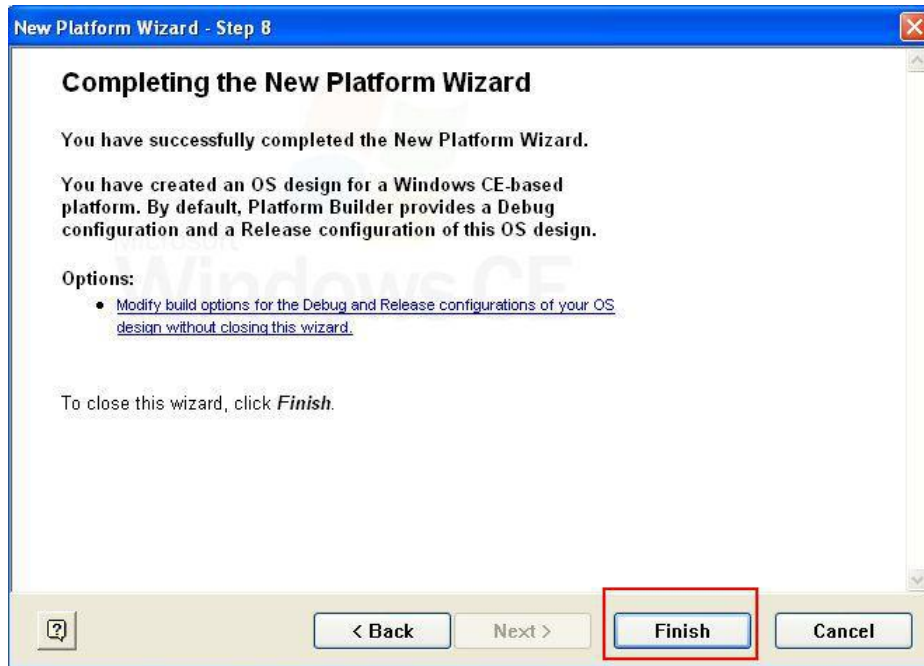 New Platform Wizard - Step 8
Completing the New Platform Wizard
You have successfully completed the New Platform Wizard.
You have created an OS design for a Windows CE-based
platform. By default, Platform Builder provides a Debug
configuration and a Release configuration of this OS design.
Microsoft
Windows CE
Options:
• Modify build options for the Debug and Release configurations of your OS
design without closing this wizard.
To close this wizard, click Finish.
< Back
Next >
Finish
Cancel